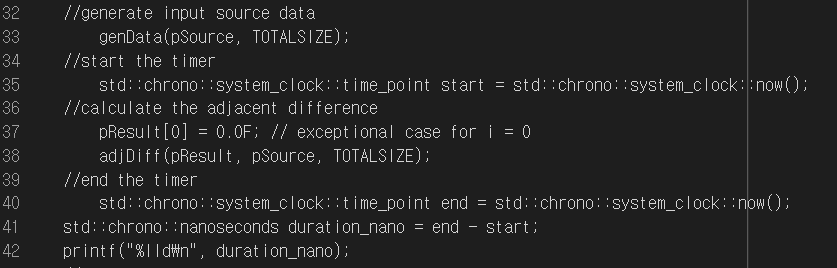 32 //generate input source data
33 genData(pSource, TOTALSIZE);
34 //start the timer
35 std::chrono::system_clock::time_point start = std::chrono::system_clock::now();
36 //calculate the adjacent difference
37 pResult[0] = 0.0F; // exceptional case for i = 0
38 adjDiff(pResult, pSource, TOTALSIZE);
39 //end the timer
40 std::chrono::system_clock::time_point end = std::chrono::system_clock::now();
41 std::chrono::nanoseconds duration_nano = end - start;
42 printf("%lld₩n", duration_nano);